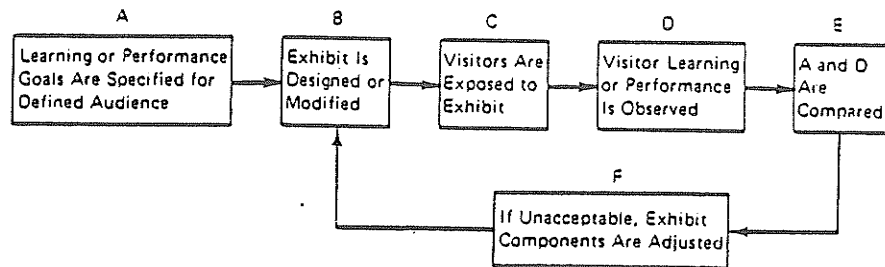 A
B
C
D
E
Learning or Performance
Goals Are Specified for
Defined Audience
Exhibit Is
Designed or
Modified
Visitors Are
Exposed to
Exhibit
Visitor Learning
or Performance
Is Observed
A and D
Are
Compared
F
If Unacceptable, Exhibit
Components Are Adjusted